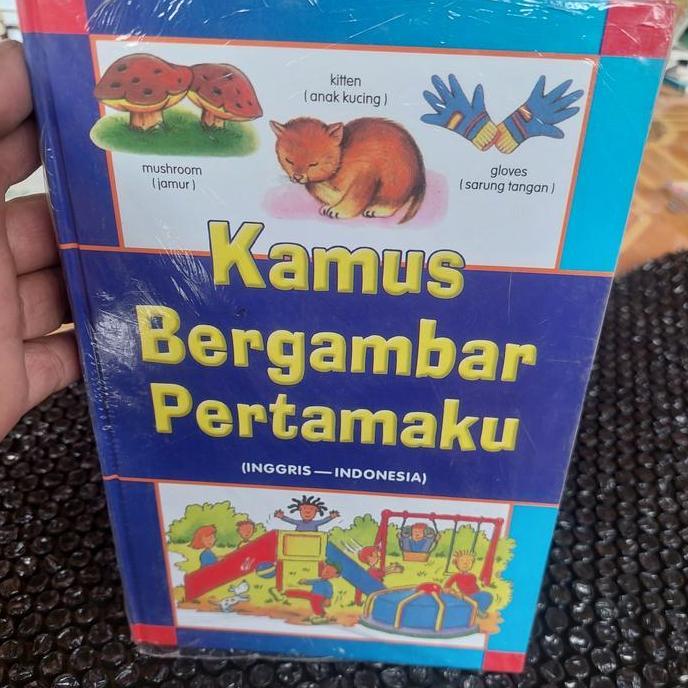 mushroom
(jamur)
kitten
(anak kucing)
gloves
(sarung tangan)
Kamus
Bergambar
Pertamaku
(INGGRIS—INDONESIA)